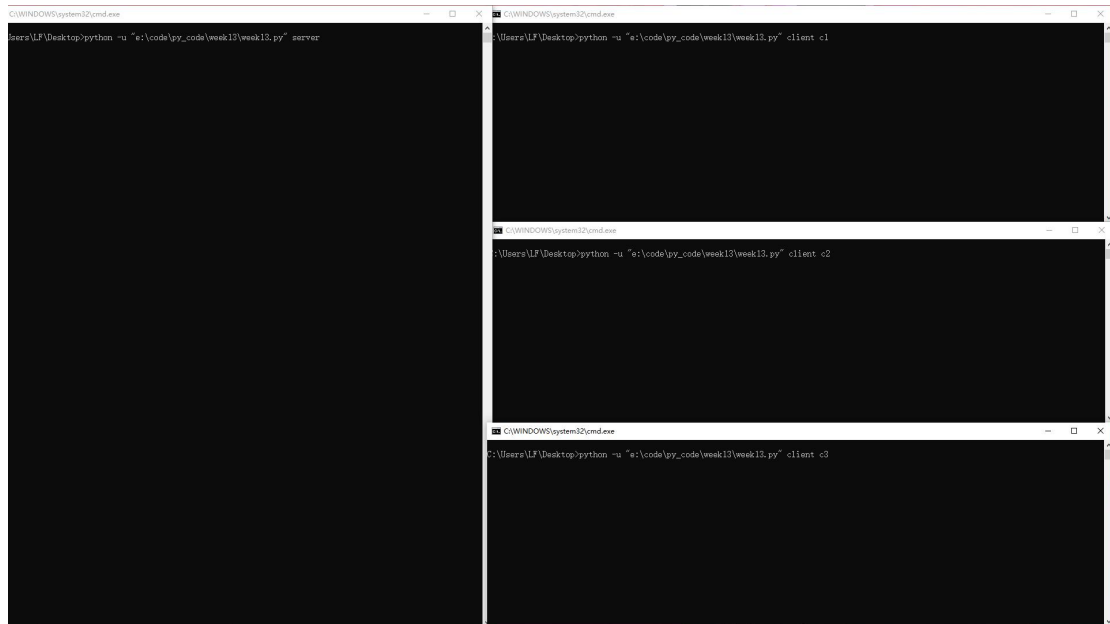 C:\WINDOWS\system32\cmd.exe
Jsers\LF\Desktop>python -u "e:\code\py_code\week13\week13.py" server
C:\WINDOWS\system32\cmd.exe
:\Users\LF\Desktop>python -u "e:\code\py_code\week13\week13.py" client c1
C:\WINDOWS\system32\cmd.exe
:\Users\LF\Desktop>python -u "e:\code\py_code\week13\week13.py" client c2
C:\WINDOWS\system32\cmd.exe
C:\Users\LF\Desktop>python -u "e:\code\py_code\week13\week13.py" client c3